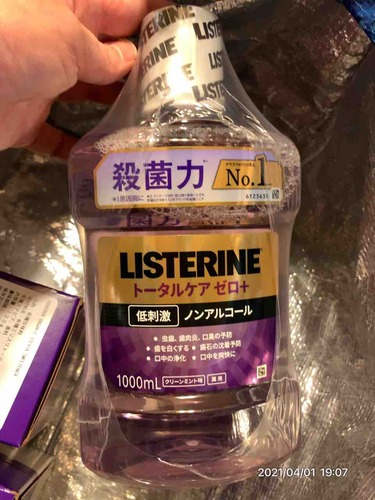 LISTERINE
殺菌力
No.1
6123631
LISTERINE
トータルケア ゼロ+
低刺激 ノンアルコール
• 虫歯、歯肉炎、口臭の予防
• 歯を白くする • 歯石の沈着予防
• 口中の浄化 • 口中を爽快に
1000mL クリーンミント味 薬用
2021/04/01 19:07